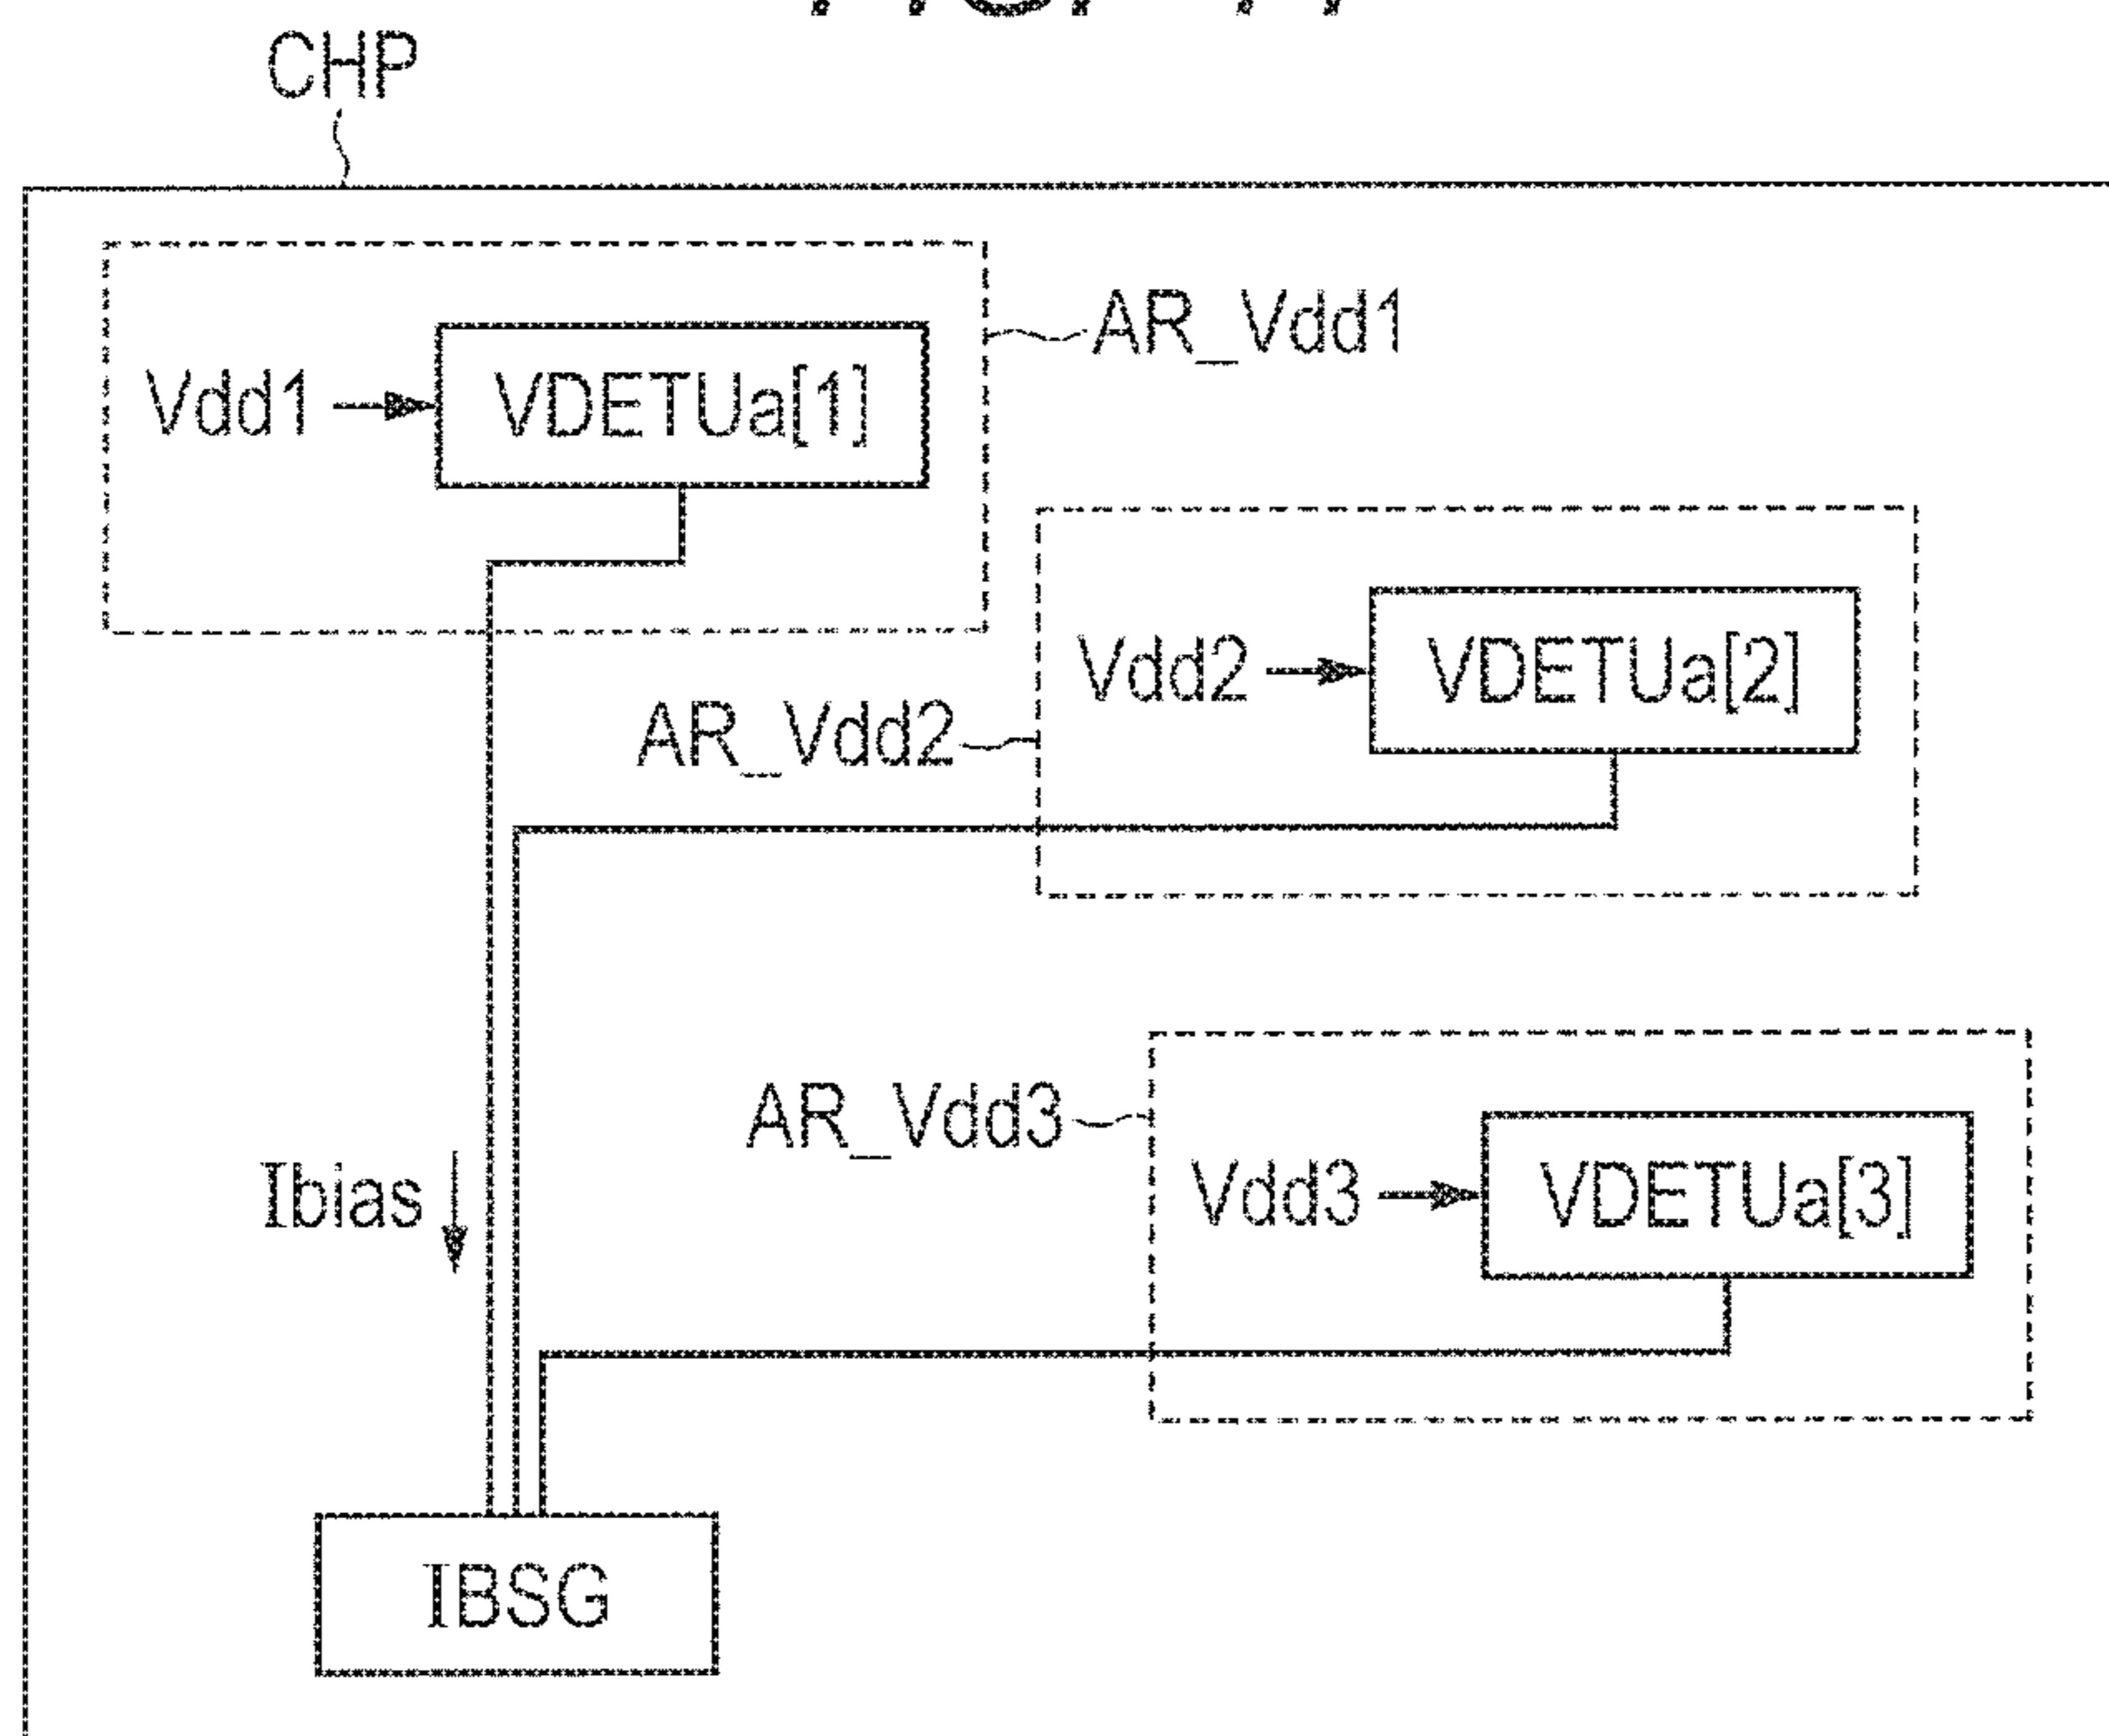 CHP
AR_Vdd1
Vdd1
VDETUa[1]
Vdd2
VDETUa[2]
AR_Vdd2
AR_Vdd3
Vdd3
VDETUa[3]
Ibias
IBSG